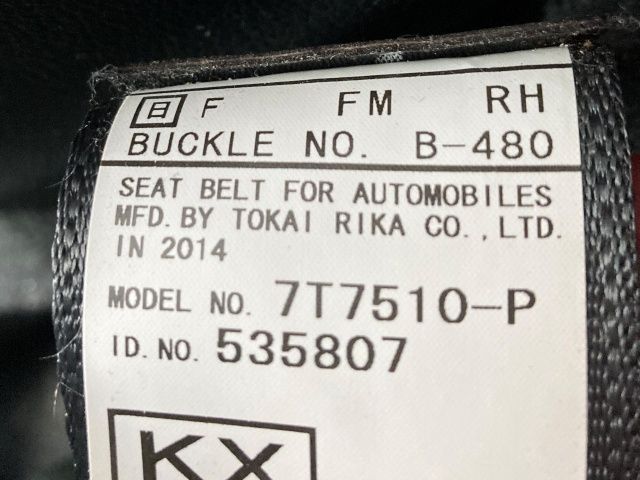 日 F FM RH
BUCKLE NO. B-480
SEAT BELT FOR AUTOMOBILES
MFD. BY TOKAI RIKA CO., LTD.
IN 2014
MODEL NO. 7T7510-P
ID. NO. 535807
KX